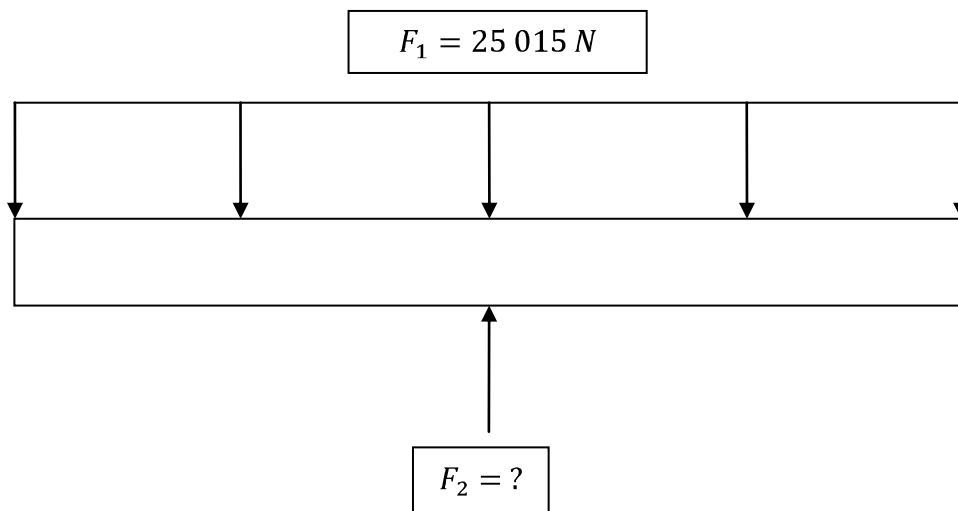 F₁ = 25 015 N
F₂ = ?